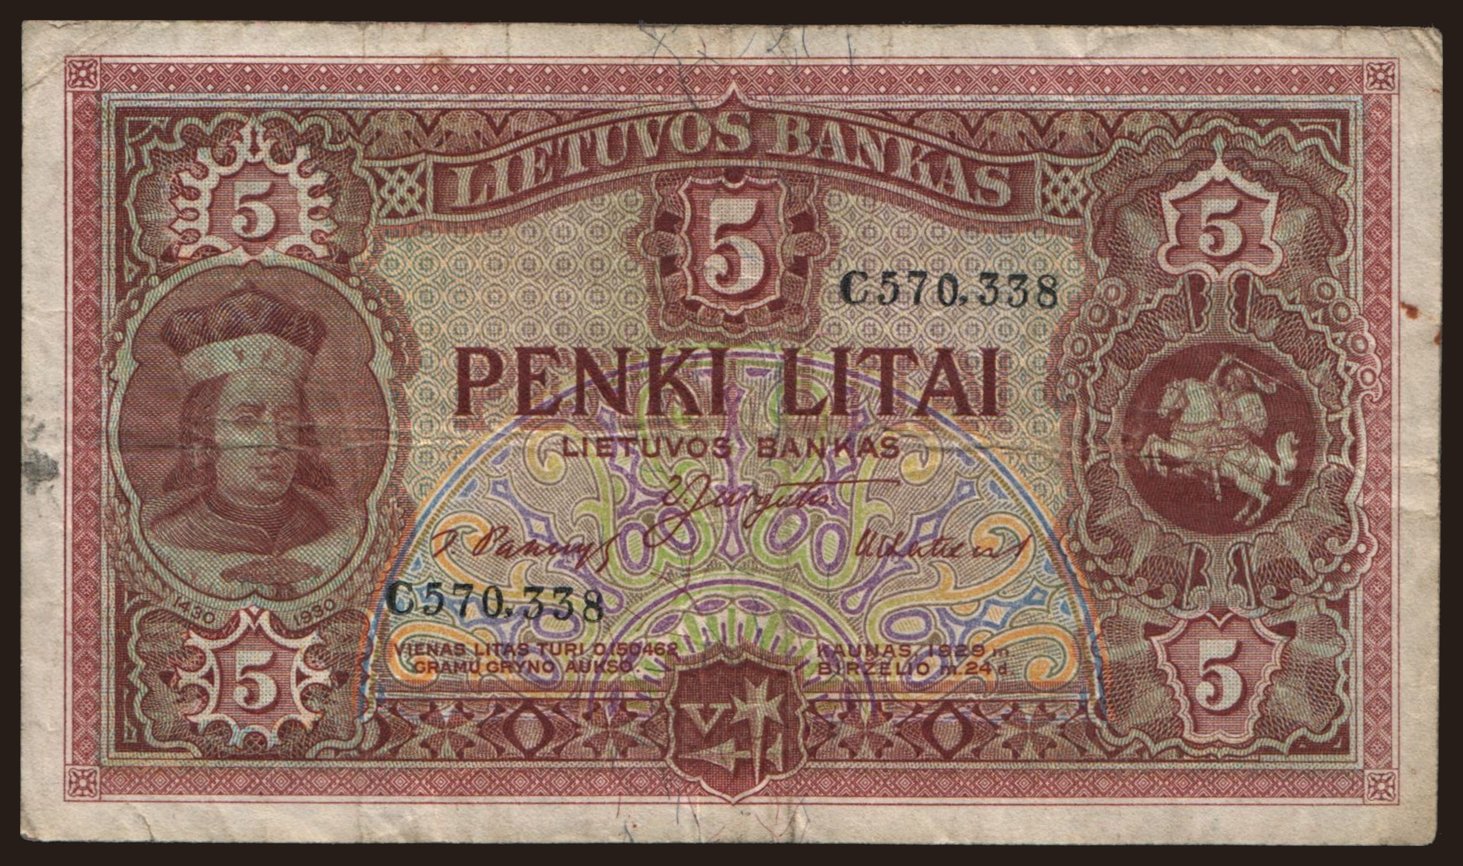 LIETUVOS BANKAS
5 5 5
C570.338
PENKI LITAI
LIETUVOS BANKAS
C570.338
1430 1930
VIENAS LITAS TURI 0,150462
GRAMŲ GRYNO AUKSO.
KAUNAS, 1929 m.
BIRŽELIO m. 24 d
5 5